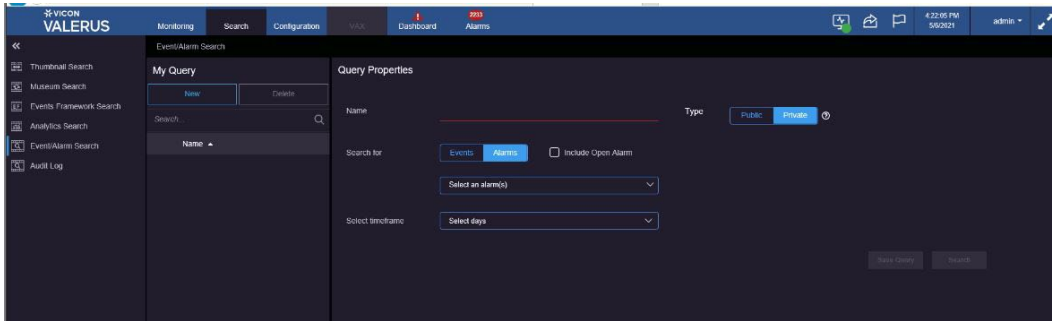 VICON
VALERUS
Monitoring
Search
Configuration
VAX
!
Dashboard
2233
Alarms
4:22:05 PM
5/6/2021
admin
Event/Alarm Search
Thumbnail Search
Museum Search
Events Framework Search
Analytics Search
Event/Alarm Search
Audit Log
My Query
New
Delete
Search...
Name
Query Properties
Name
Type
Public
Private
Search for
Events
Alarms
Include Open Alarm
Select an alarm(s)
Select timeframe
Select days
Save Query
Search